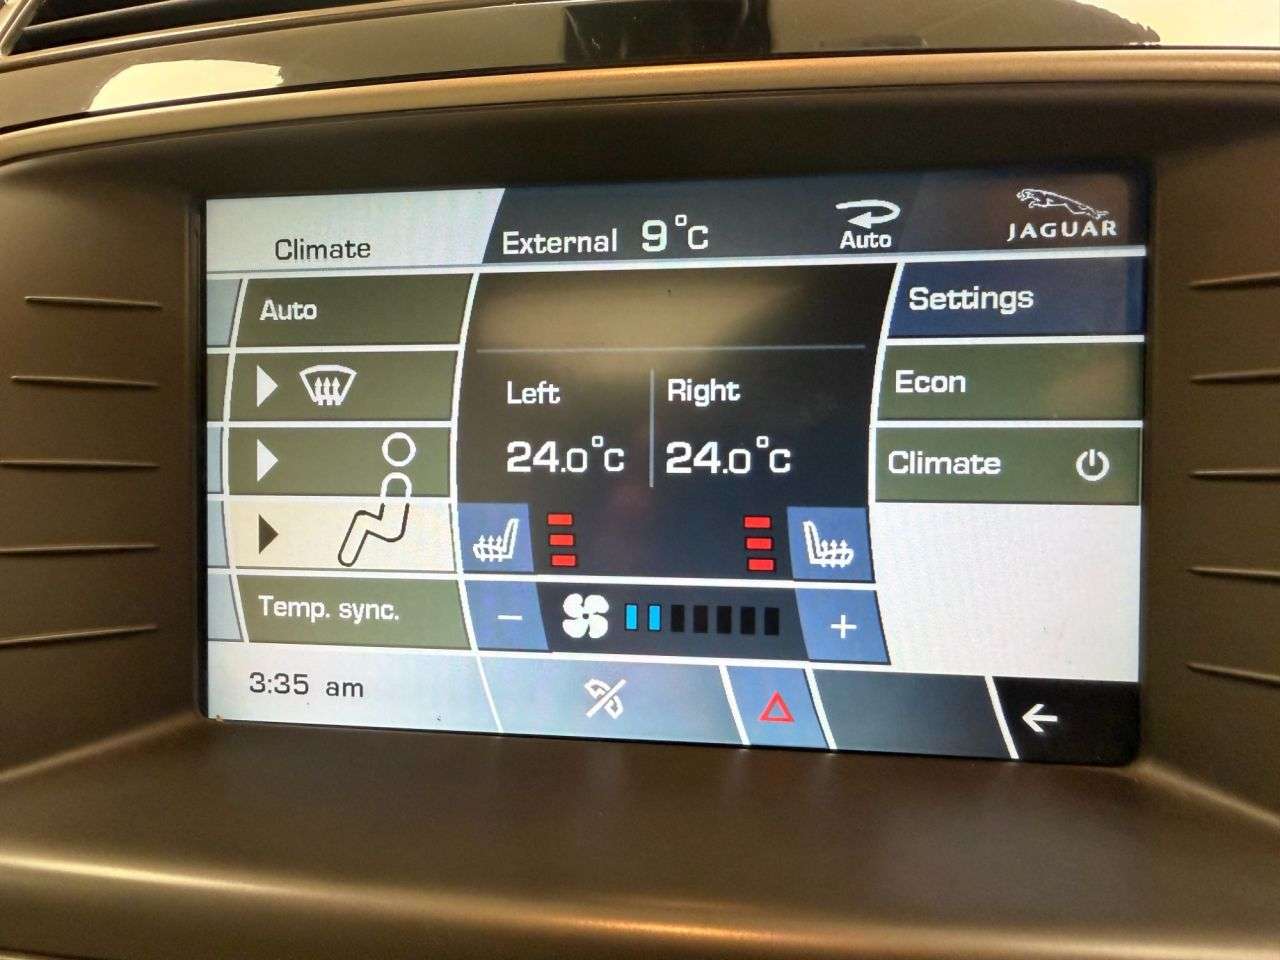 Climate
External 9°C
Auto
JAGUAR
Auto
Settings
Left
Right
Econ
24.0°C
24.0°C
Climate
Temp. sync.
− +
3:35 am